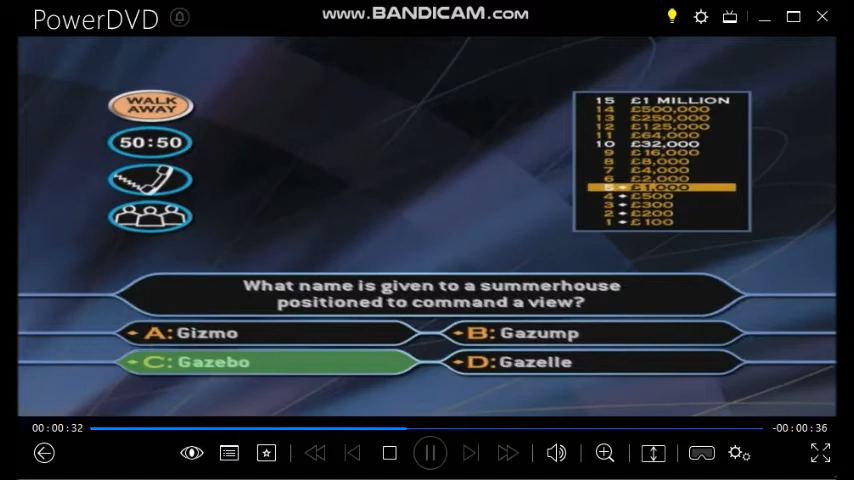 PowerDVD
www.BANDICAM.com
WALK
AWAY
50:50
15 £1 MILLION
14 £500,000
13 £250,000
12 £125,000
11 £64,000
10 £32,000
9 £16,000
8 £8,000
7 £4,000
6 £2,000
5 £1,000
4 £500
3 £300
2 £200
1 £100
What name is given to a summerhouse
positioned to command a view?
A: Gizmo
B: Gazump
C: Gazebo
D: Gazelle
00:00:32
-00:00:36